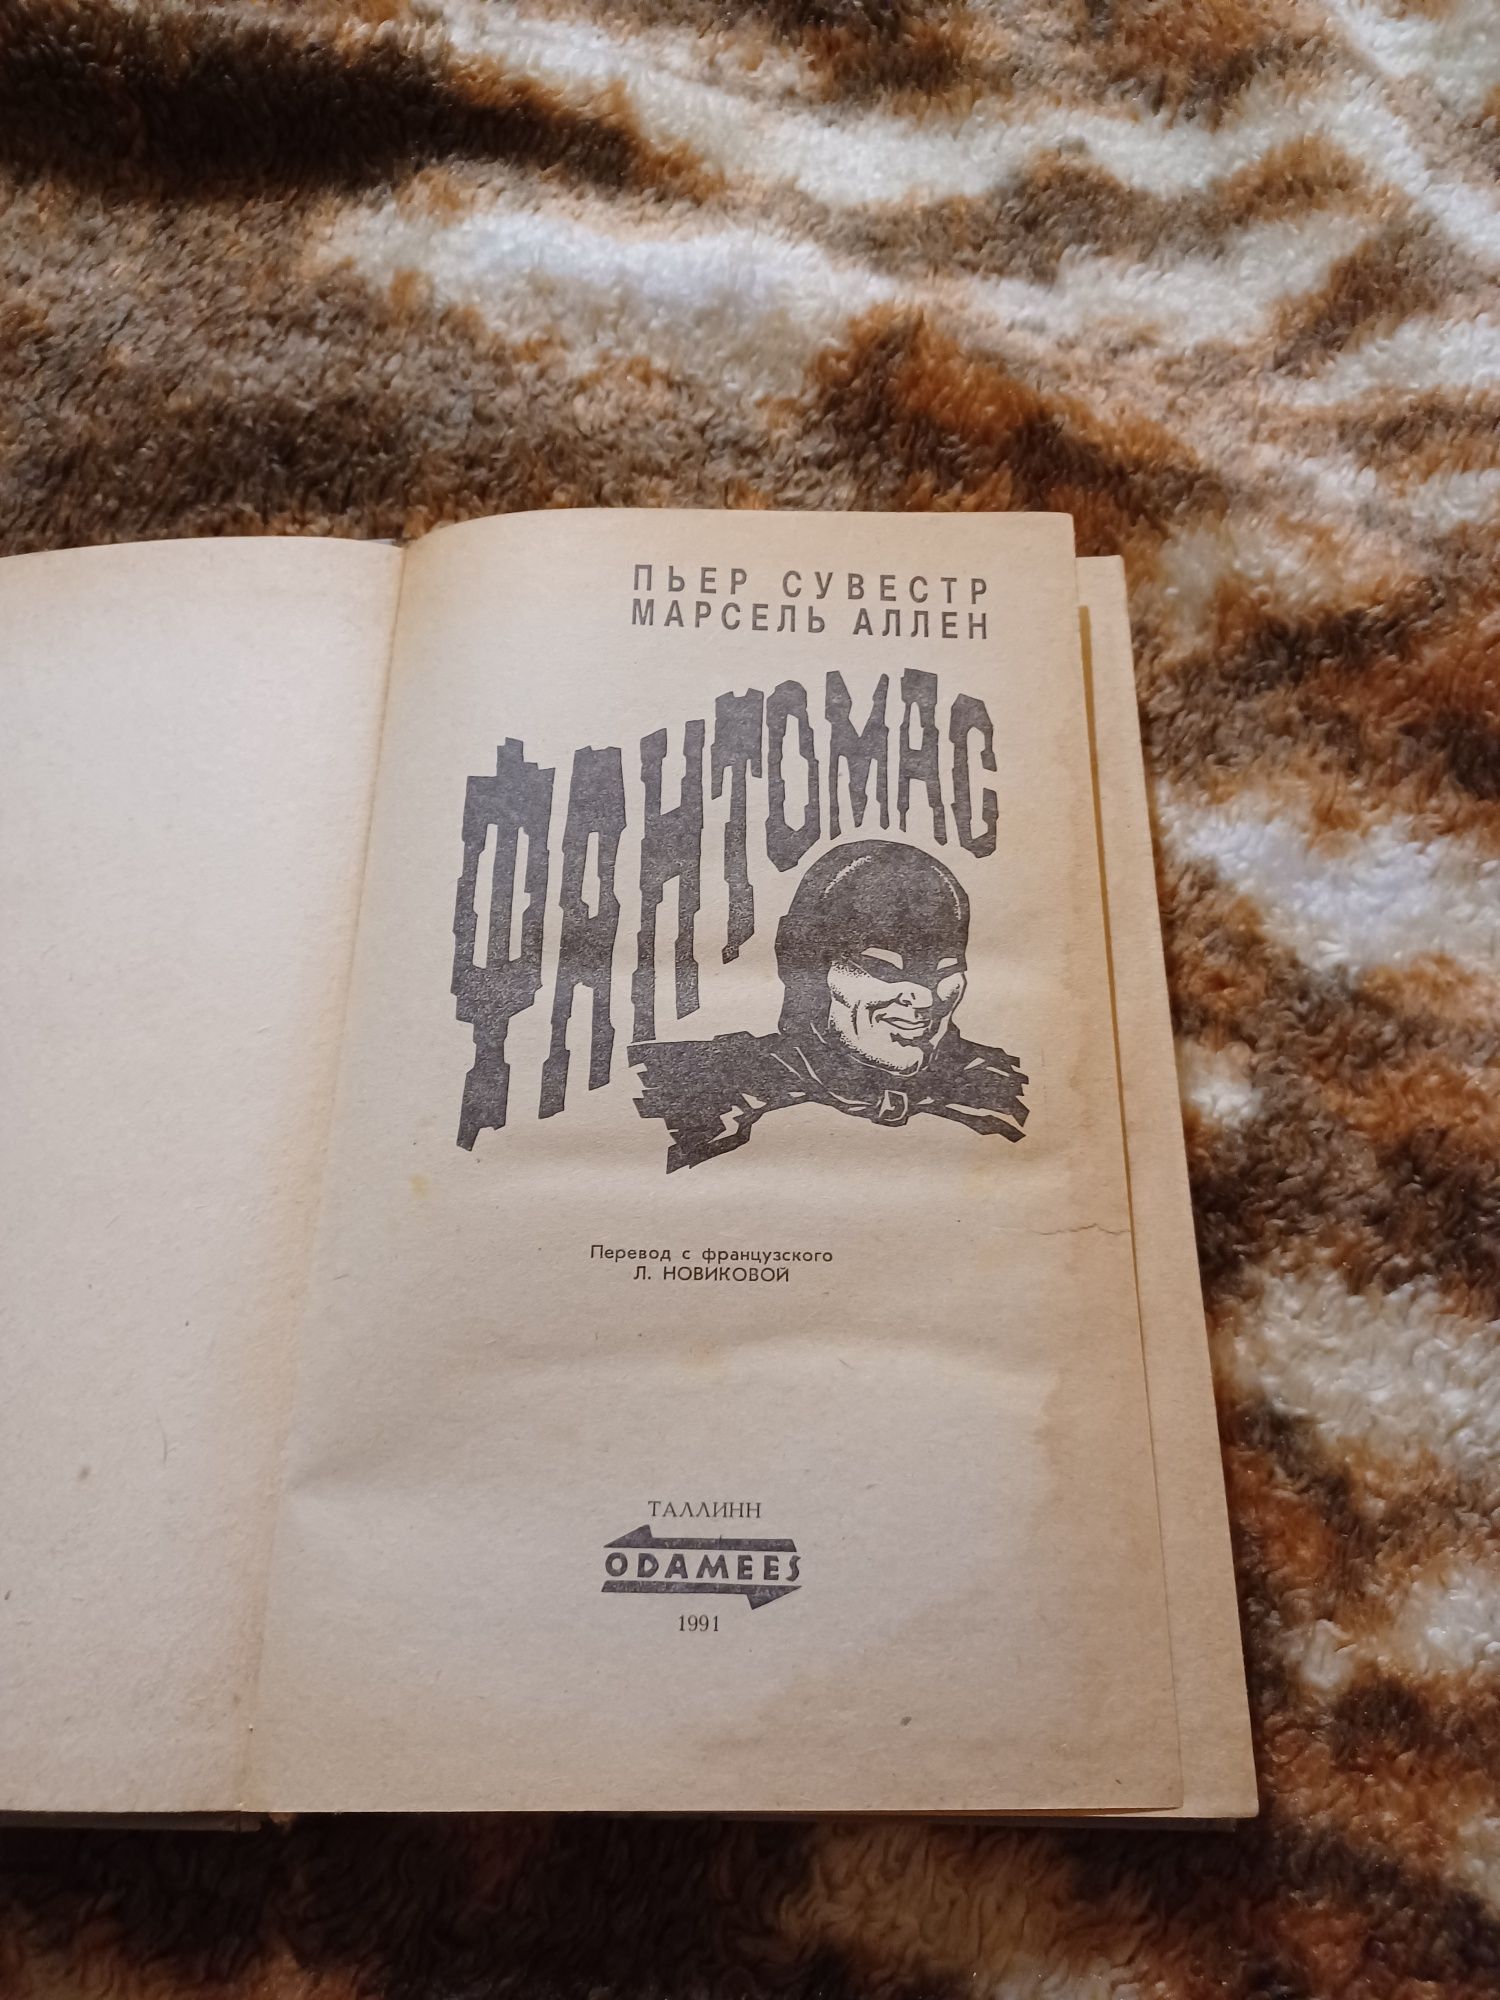 ПЬЕР СУВЕСТР
МАРСЕЛЬ АЛЛЕН
ФАНТОМАС
Перевод с французского
Л. НОВИКОВОЙ
ТАЛЛИНН
ODAMEES
1991